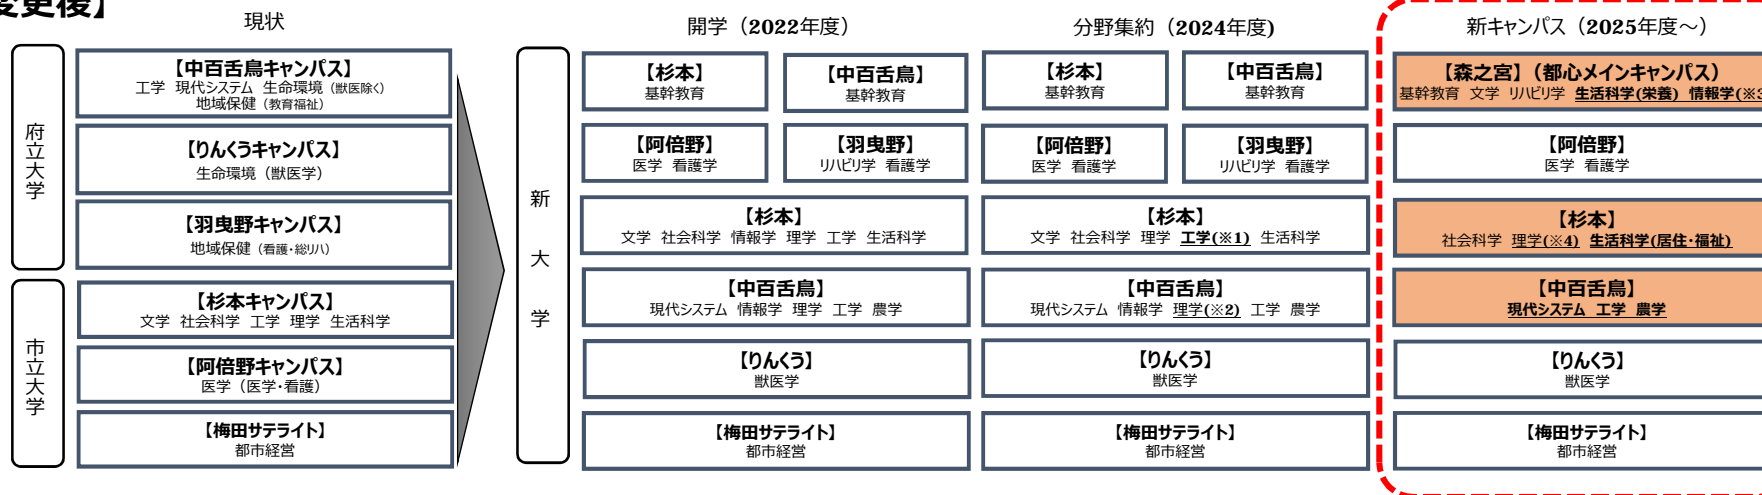 変更後】
現状
府立大学
【中百舌鳥キャンパス】
工学 現代システム 生命環境（獣医除く）
地域保健（教育福祉）
【りんくうキャンパス】
生命環境（獣医学）
【羽曳野キャンパス】
地域保健（看護・総リハ）
市立大学
【杉本キャンパス】
文学 社会科学 工学 理学 生活科学
【阿倍野キャンパス】
医学（医学・看護）
【梅田サテライト】
都市経営
新大学
開学（2022年度）
【杉本】
基幹教育
【中百舌鳥】
基幹教育
【阿倍野】
医学 看護学
【羽曳野】
リハビリ学 看護学
【杉本】
文学 社会科学 情報学 理学 工学 生活科学
【中百舌鳥】
現代システム 情報学 理学 工学 農学
【りんくう】
獣医学
【梅田サテライト】
都市経営
分野集約（2024年度)
【杉本】
基幹教育
【中百舌鳥】
基幹教育
【阿倍野】
医学 看護学
【羽曳野】
リハビリ学 看護学
【杉本】
文学 社会科学 理学 工学(※1) 生活科学
【中百舌鳥】
現代システム 情報学 理学(※2) 工学 農学
【りんくう】
獣医学
【梅田サテライト】
都市経営
新キャンパス（2025年度～）
【森之宮】（都心メインキャンパス）
基幹教育 文学 リハビリ学 生活科学(栄養) 情報学(※3
【阿倍野】
医学 看護学
【杉本】
社会科学 理学(※4) 生活科学(居住・福祉)
【中百舌鳥】
現代システム 工学 農学
【りんくう】
獣医学
【梅田サテライト】
都市経営